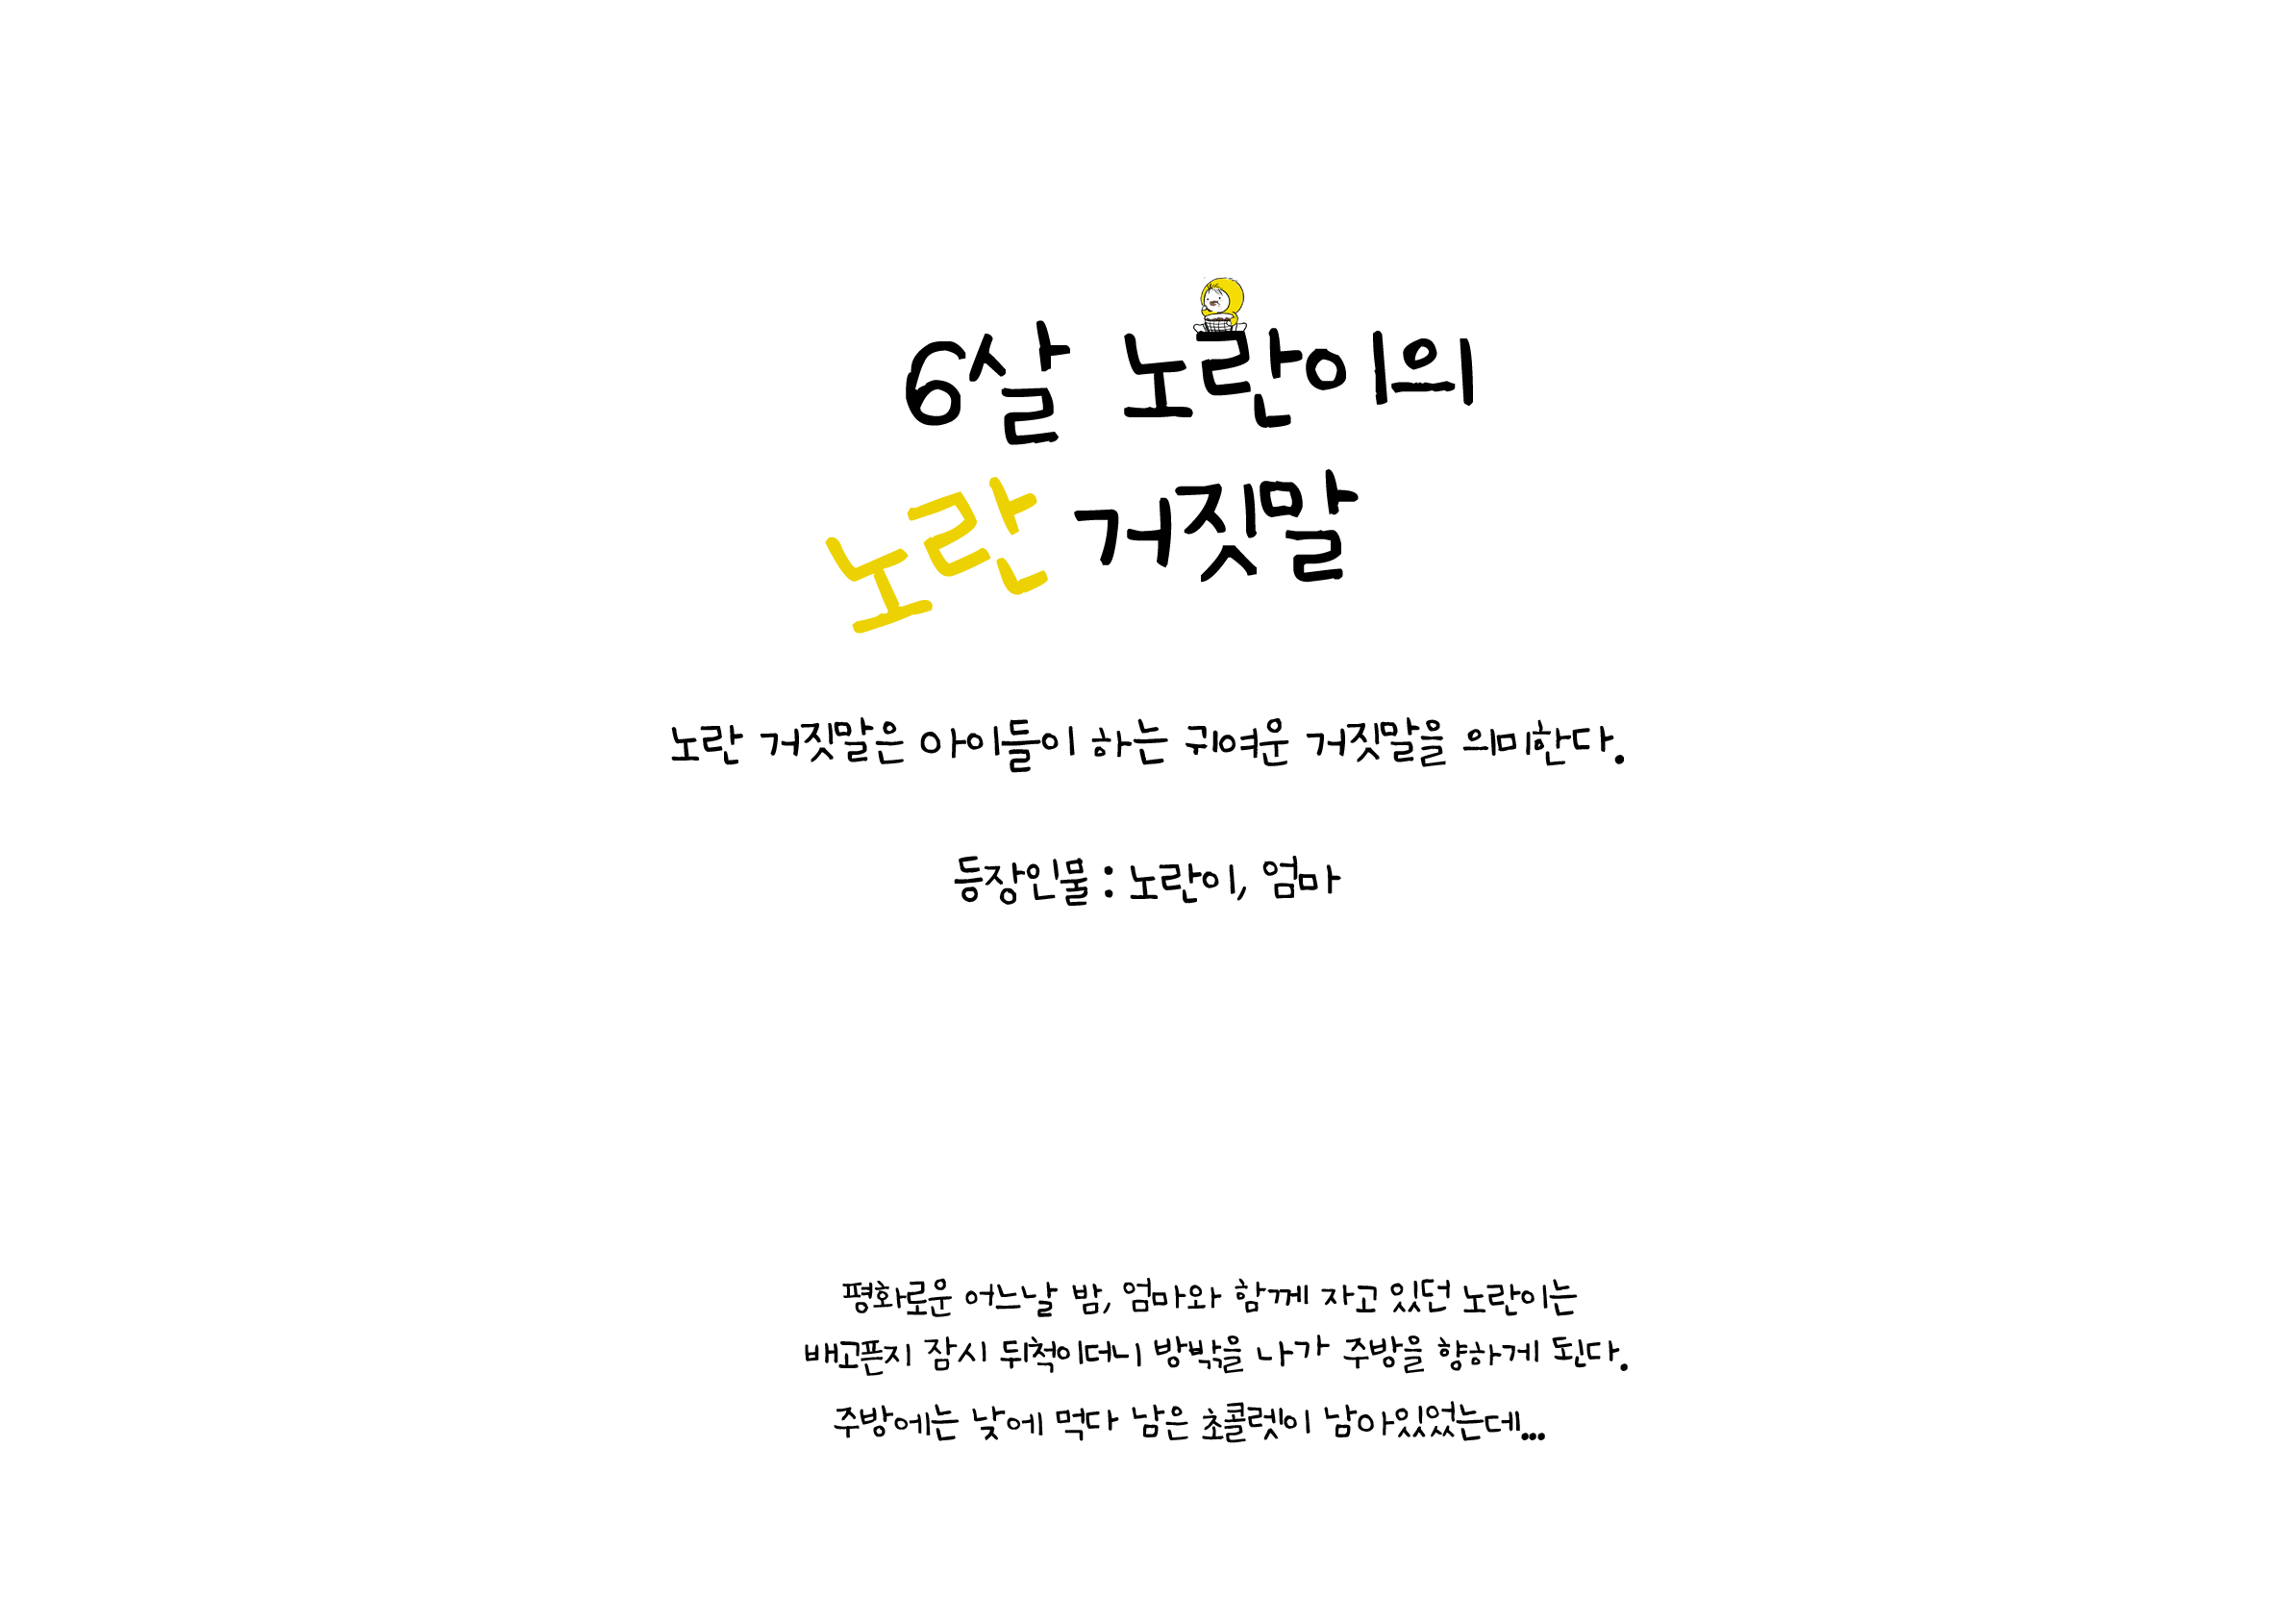 6살 노란이의
노란 거짓말
노란 거짓말은 아이들이 하는 귀여운 거짓말을 의미한다.
등장인물 : 노란이, 엄마
평화로운 어느날 밤, 엄마와 함께 자고 있던 노란이는
배고픈지 잠시 뒤척이더니 방밖을 나가 주방을 향하게 된다.
주방에는 낮에 먹다 남은 초콜렛이 남아있었는데...